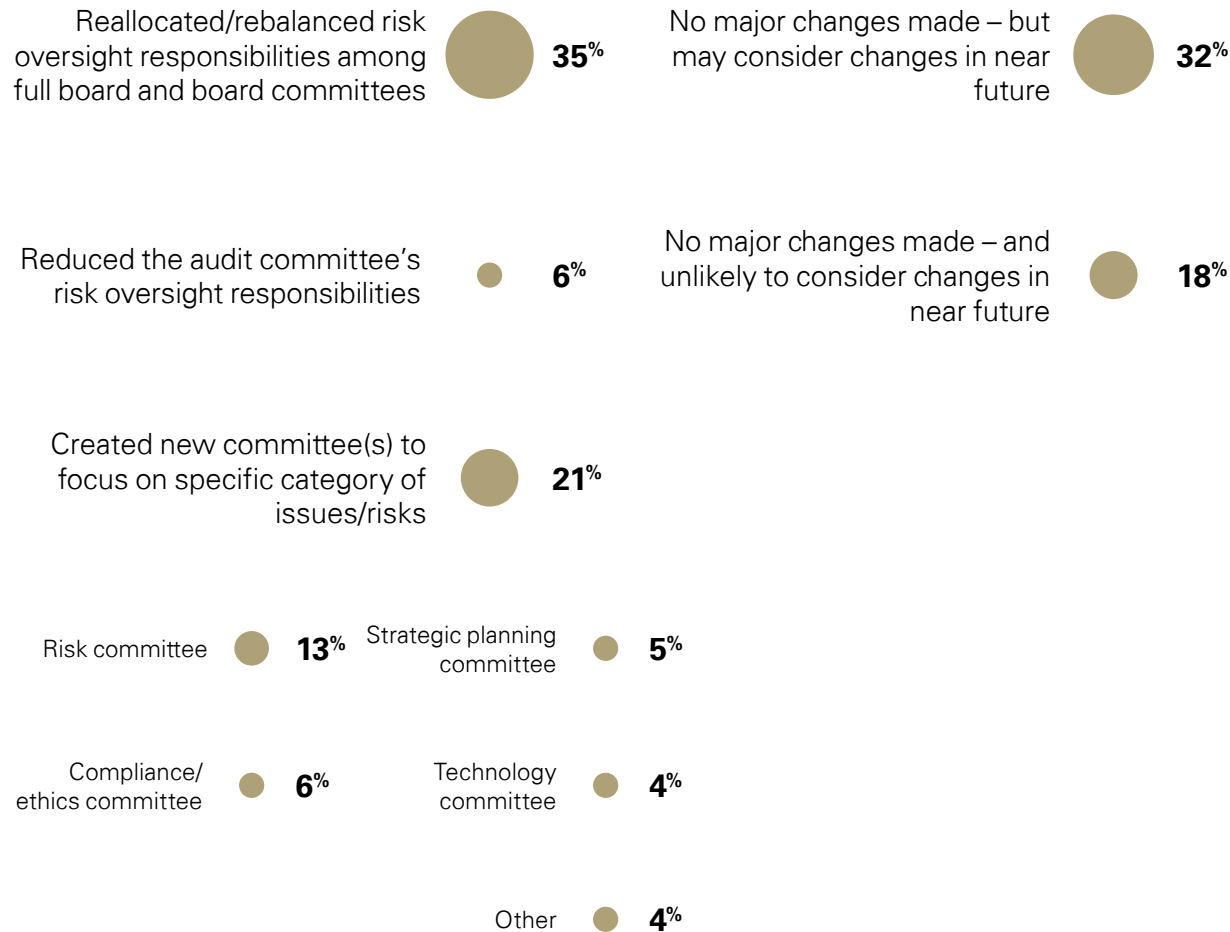 Reallocated/rebalanced risk
oversight responsibilities among
full board and board committees
35%
No major changes made – but
may consider changes in near
future
32%
Reduced the audit committee’s
risk oversight responsibilities
6%
No major changes made – and
unlikely to consider changes in
near future
18%
Created new committee(s) to
focus on specific category of
issues/risks
21%
Risk committee
13%
Strategic planning
committee
5%
Compliance/
ethics committee
6%
Technology
committee
4%
Other
4%